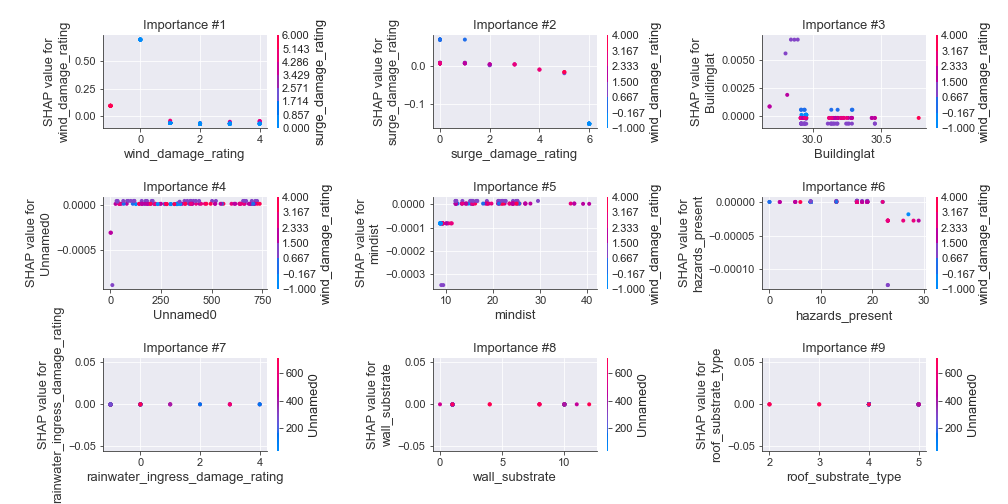 Importance #1
SHAP value for
wind_damage_rating
0.50
0.00
0
2
4
wind_damage_rating
6.000
5.143
4.286
3.429
2.571
1.714
0.857
0.000
surge_damage_rating
Importance #2
SHAP value for
surge_damage_rating
0.0
−0.1
0
2
4
6
surge_damage_rating
4.000
3.167
2.333
1.500
0.667
−0.167
−1.000
wind_damage_rating
Importance #3
SHAP value for
Buildinglat
0.0050
0.0025
0.0000
30.0
30.5
Buildinglat
4.000
3.167
2.333
1.500
0.667
−0.167
−1.000
wind_damage_rating
Importance #4
SHAP value for
Unnamed0
0.0000
−0.0005
0
250
500
750
Unnamed0
4.000
3.167
2.333
1.500
0.667
−0.167
−1.000
wind_damage_rating
Importance #5
SHAP value for
mindist
0.0000
−0.0001
−0.0002
−0.0003
10
20
30
40
mindist
4.000
3.167
2.333
1.500
0.667
−0.167
−1.000
wind_damage_rating
Importance #6
SHAP value for
hazards_present
0.00000
−0.00005
−0.00010
0
10
20
30
hazards_present
4.000
3.167
2.333
1.500
0.667
−0.167
−1.000
wind_damage_rating
Importance #7
SHAP value for
rainwater_ingress_damage_rating
0.05
0.00
−0.05
0
2
4
rainwater_ingress_damage_rating
600
400
200
Unnamed0
Importance #8
SHAP value for
wall_substrate
0.05
0.00
−0.05
0
5
10
wall_substrate
600
400
200
Unnamed0
Importance #9
SHAP value for
roof_substrate_type
0.05
0.00
−0.05
2
3
4
5
roof_substrate_type
600
400
200
Unnamed0